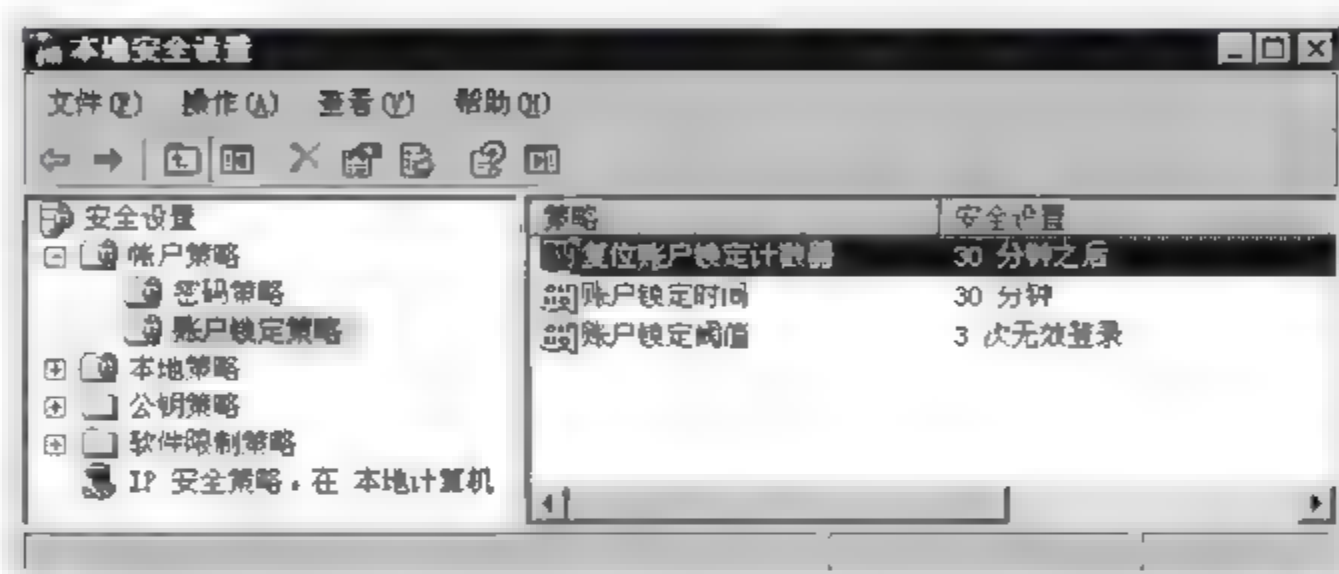 本地安全设置
文件(F) 操作(A) 查看(V) 帮助(H)
安全设置
帐户策略
密码策略
账户锁定策略
本地策略
公钥策略
软件限制策略
IP 安全策略，在 本地计算机
策略 安全设置
复位账户锁定计数器 30 分钟之后
账户锁定时间 30 分钟
账户锁定阈值 3 次无效登录